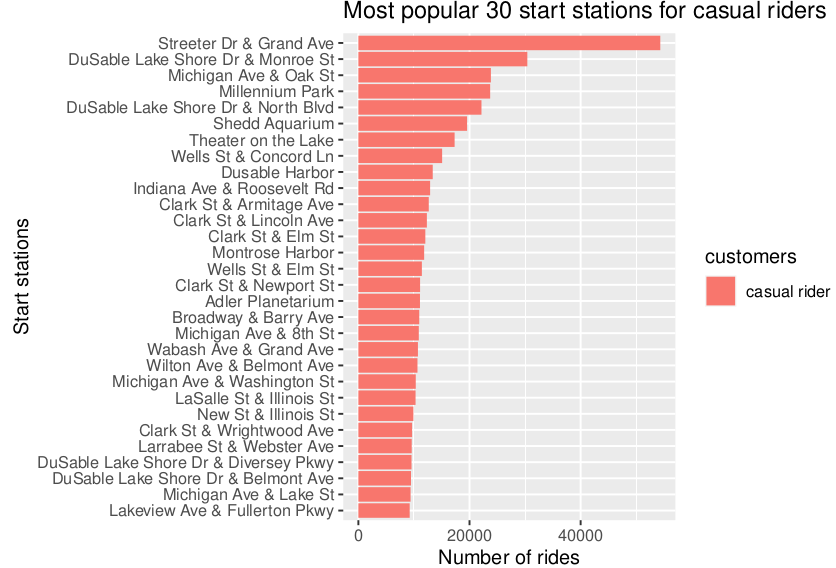 Most popular 30 start stations for casual riders
Start stations
Streeter Dr & Grand Ave
DuSable Lake Shore Dr & Monroe St
Michigan Ave & Oak St
Millennium Park
DuSable Lake Shore Dr & North Blvd
Shedd Aquarium
Theater on the Lake
Wells St & Concord Ln
Dusable Harbor
Indiana Ave & Roosevelt Rd
Clark St & Armitage Ave
Clark St & Lincoln Ave
Clark St & Elm St
Montrose Harbor
Wells St & Elm St
Clark St & Newport St
Adler Planetarium
Broadway & Barry Ave
Michigan Ave & 8th St
Wabash Ave & Grand Ave
Wilton Ave & Belmont Ave
Michigan Ave & Washington St
LaSalle St & Illinois St
New St & Illinois St
Clark St & Wrightwood Ave
Larrabee St & Webster Ave
DuSable Lake Shore Dr & Diversey Pkwy
DuSable Lake Shore Dr & Belmont Ave
Michigan Ave & Lake St
Lakeview Ave & Fullerton Pkwy
0 20000 40000
Number of rides
customers
casual rider